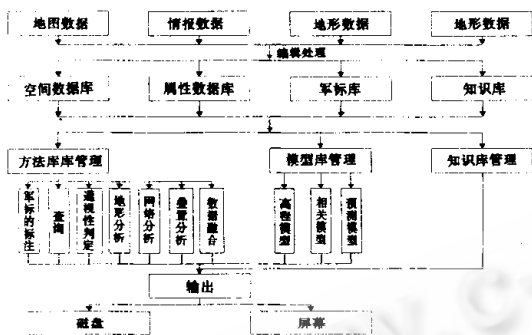 地图数据 情报数据 地形数据 地形数据
编辑处理
空间数据库 属性数据库 军标库 知识库
方法库库管理 模型库管理 知识库管理
军标的标注 查询 通视性判定 地形分析 网络分析 叠置分析 数据融合 高程模型 相关模型 预测模型
输出
磁盘 屏幕